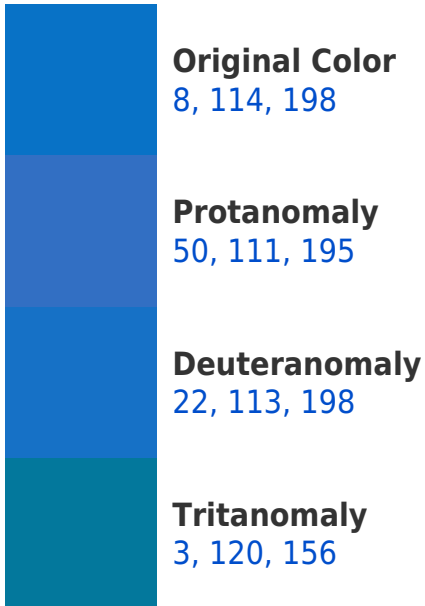 Original Color
8, 114, 198
Protanomaly
50, 111, 195
Deuteranomaly
22, 113, 198
Tritanomaly
3, 120, 156